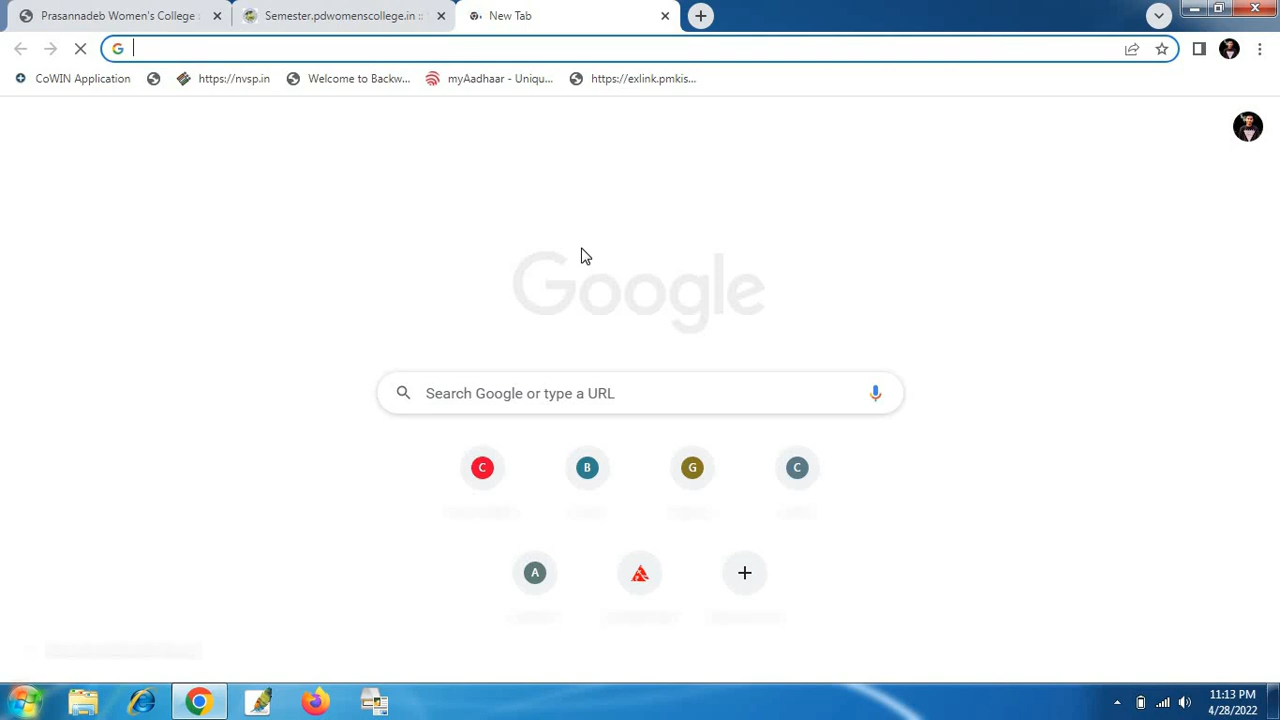 Prasannadeb Women's College
Semester.pdwomenscollege.in ::
New Tab
CoWIN Application
https://nvsp.in
Welcome to Backw...
myAadhaar - Uniqu...
https://exlink.pmkis...
Google
Search Google or type a URL
C
B
G
C
A
11:13 PM
4/28/2022